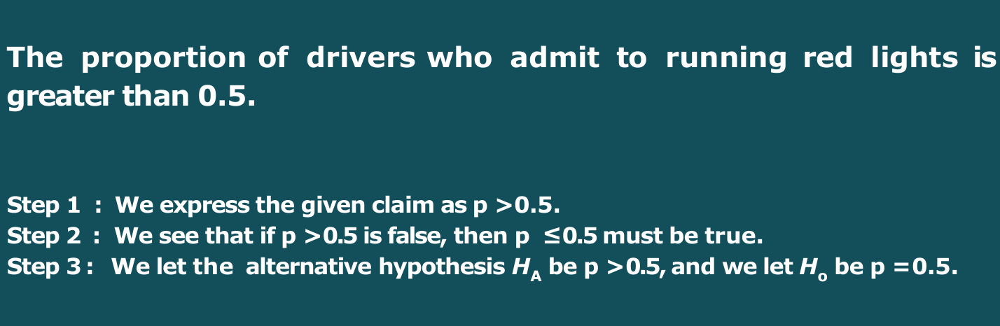 The proportion of drivers who admit to running red lights is
greater than 0.5.
Step 1 : We express the given claim as p >0.5.
Step 2 : We see that if p >0.5 is false, then p ≤0.5 must be true.
Step 3 : We let the alternative hypothesis H_A be p >0.5, and we let H_o be p =0.5.